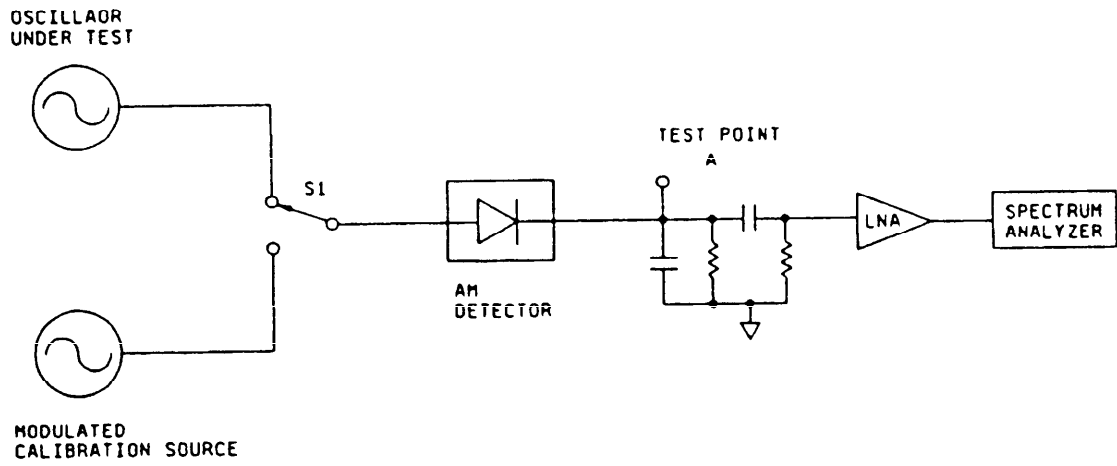 OSCILLAOR
UNDER TEST
S1
TEST POINT
A
AM
DETECTOR
LNA
SPECTRUM
ANALYZER
MODULATED
CALIBRATION SOURCE